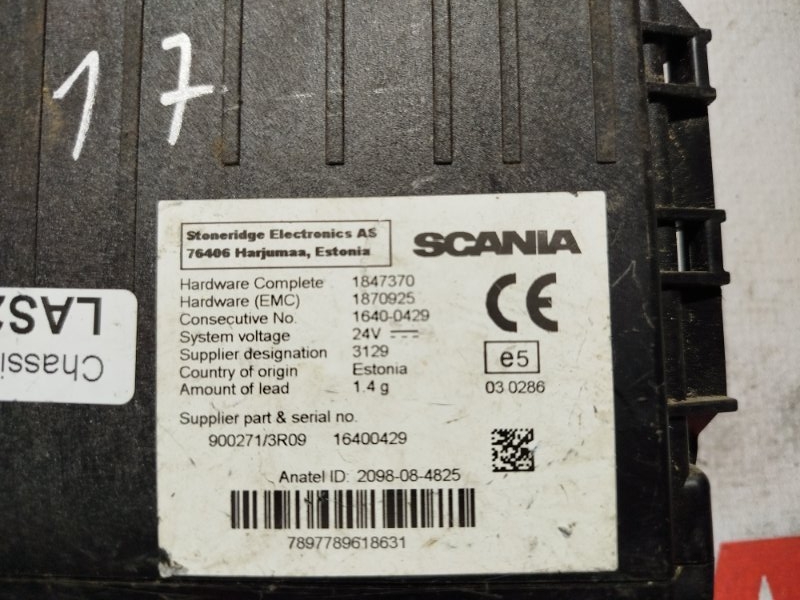 17
Stoneridge Electronics AS
76406 Harjumaa, Estonia
SCANIA
Hardware Complete 1847370
Hardware (EMC) 1870925
Consecutive No. 1640-0429
System voltage 24V
Supplier designation 3129
Country of origin Estonia
Amount of lead 1.4 g
CE
e5
03 0286
Supplier part & serial no.
900271/3R09 16400429
Anatel ID: 2098-08-4825
7897789618631
Chassi
LAS